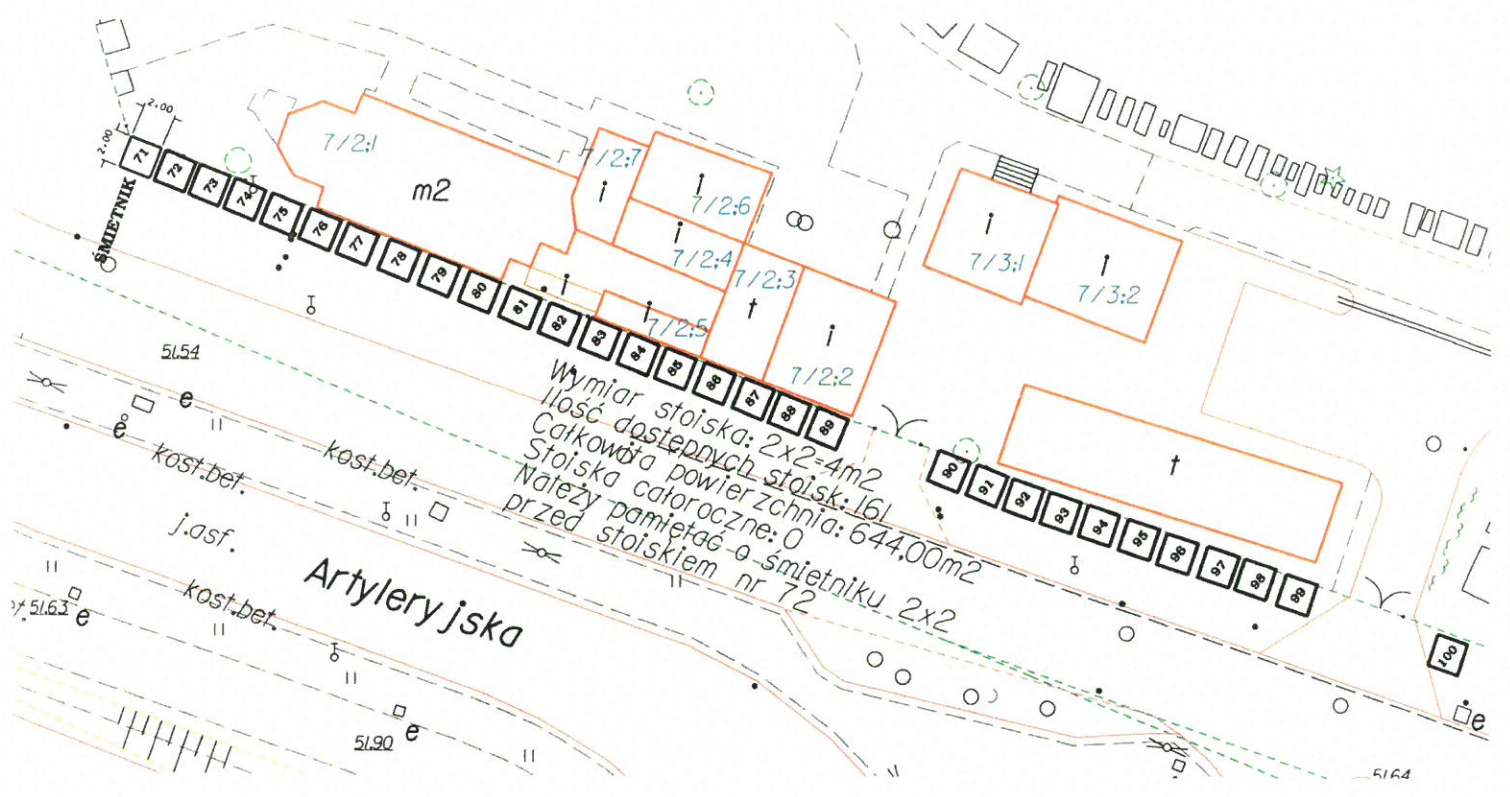 2.00
2.00
71
72
73
74
75
76
77
78
79
80
81
82
83
84
85
86
87
88
89
90
91
92
93
94
95
96
97
98
99
100
ŚMIETNIK
7/2;1
m2
7/2;7
i
i
7/2;6
i
7/2;4
7/2;3
t
i
i
7/2;5
i
7/2;2
i
7/3;1
i
7/3;2
t
Wymiar stoiska: 2x2=4m2
Ilość dostępnych stoisk: 161
Całkowita powierzchnia: 644,00m2
Stoiska całoroczne: 0
Należy pamiętać o śmietniku 2x2
przed stoiskiem nr 72
51.54
e
e
kost.bet.
kost.bet.
j.asf.
Artyleryjska
kost.bet.
51.63
e
51.90
e
e
51.64